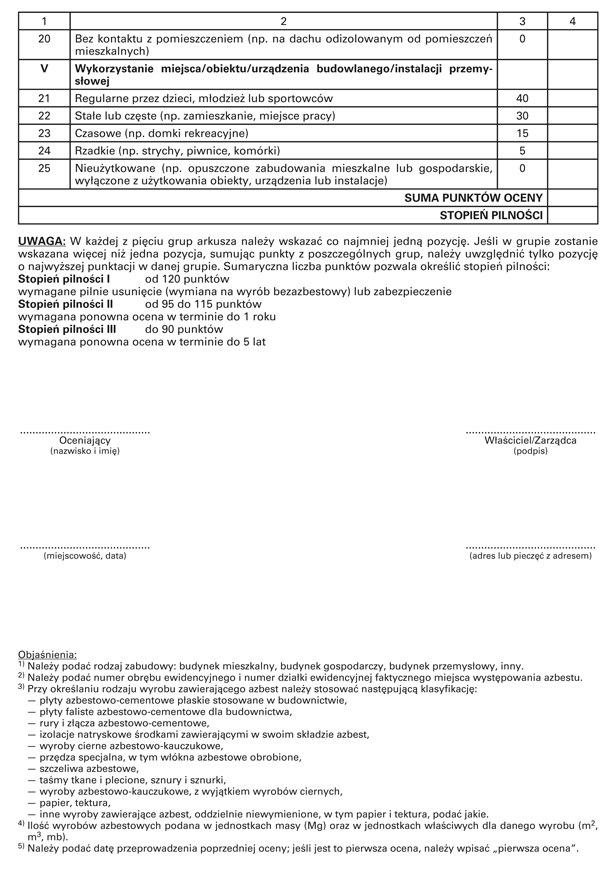 1 2 3 4
20 Bez kontaktu z pomieszczeniem (np. na dachu odizolowanym od pomieszczeń 0
mieszkalnych)
V Wykorzystanie miejsca/obiektu/urządzenia budowlanego/instalacji przemy-
słowej
21 Regularne przez dzieci, młodzież lub sportowców 40
22 Stałe lub częste (np. zamieszkanie, miejsce pracy) 30
23 Czasowe (np. domki rekreacyjne) 15
24 Rzadkie (np. strychy, piwnice, komórki) 5
25 Nieużytkowane (np. opuszczone zabudowania mieszkalne lub gospodarskie, 0
wyłączone z użytkowania obiekty, urządzenia lub instalacje)
SUMA PUNKTÓW OCENY
STOPIEŃ PILNOŚCI
UWAGA: W każdej z pięciu grup arkusza należy wskazać co najmniej jedną pozycję. Jeśli w grupie zostanie
wskazana więcej niż jedna pozycja, sumując punkty z poszczególnych grup, należy uwzględnić tylko pozycję
o najwyższej punktacji w danej grupie. Sumaryczna liczba punktów pozwala określić stopień pilności:
Stopień pilności I od 120 punktów
wymagane pilnie usunięcie (wymiana na wyrób bezazbestowy) lub zabezpieczenie
Stopień pilności II od 95 do 115 punktów
wymagana ponowna ocena w terminie do 1 roku
Stopień pilności III do 90 punktów
wymagana ponowna ocena w terminie do 5 lat
........................................... ...........................................
Oceniający Właściciel/Zarządca
(nazwisko i imię) (podpis)
........................................... ...........................................
(miejscowość, data) (adres lub pieczęć z adresem)
Objaśnienia:
1) Należy podać rodzaj zabudowy: budynek mieszkalny, budynek gospodarczy, budynek przemysłowy, inny.
2) Należy podać numer obrębu ewidencyjnego i numer działki ewidencyjnej faktycznego miejsca występowania azbestu.
3) Przy określaniu rodzaju wyrobu zawierającego azbest należy stosować następującą klasyfikację:
— płyty azbestowo-cementowe płaskie stosowane w budownictwie,
— płyty faliste azbestowo-cementowe dla budownictwa,
— rury i złącza azbestowo-cementowe,
— izolacje natryskowe środkami zawierającymi w swoim składzie azbest,
— wyroby cierne azbestowo-kauczukowe,
— przędza specjalna, w tym włókna azbestowe obrobione,
— szczeliwa azbestowe,
— taśmy tkane i plecione, sznury i sznurki,
— wyroby azbestowo-kauczukowe, z wyjątkiem wyrobów ciernych,
— papier, tektura,
— inne wyroby zawierające azbest, oddzielnie niewymienione, w tym papier i tektura, podać jakie.
4) Ilość wyrobów azbestowych podana w jednostkach masy (Mg) oraz w jednostkach właściwych dla danego wyrobu (m2,
m3, mb).
5) Należy podać datę przeprowadzenia poprzedniej oceny; jeśli jest to pierwsza ocena, należy wpisać „pierwsza ocena”.